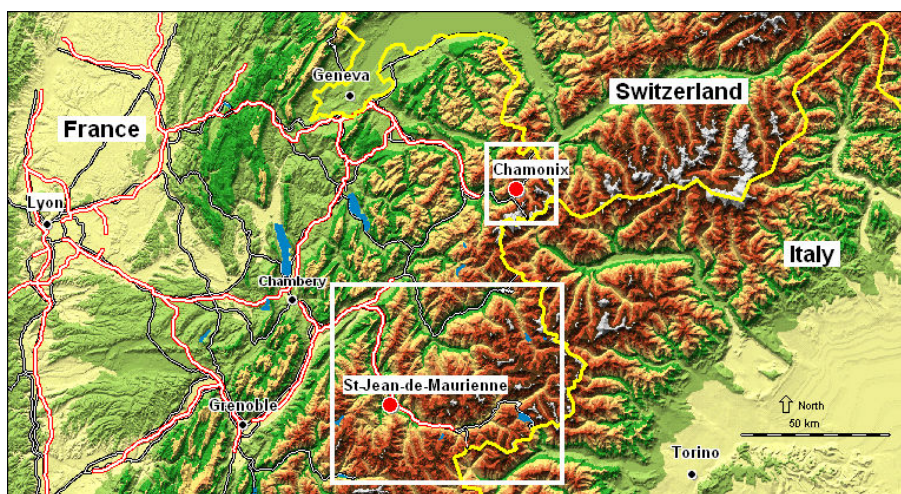 Geneva
Switzerland
France
Chamonix
Lyon
Italy
Chambery
St-Jean-de-Maurienne
Grenoble
North
50 km
Torino